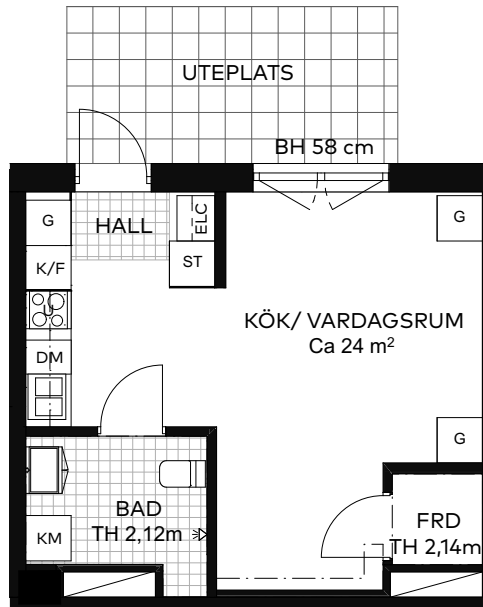 UTEPLATS
BH 58 cm
G
HALL
ELC
G
K/F
ST
U
KÖK/ VARDAGSRUM
Ca 24 m²
DM
G
BAD
TH 2,12m
KM
FRD
TH 2,14m